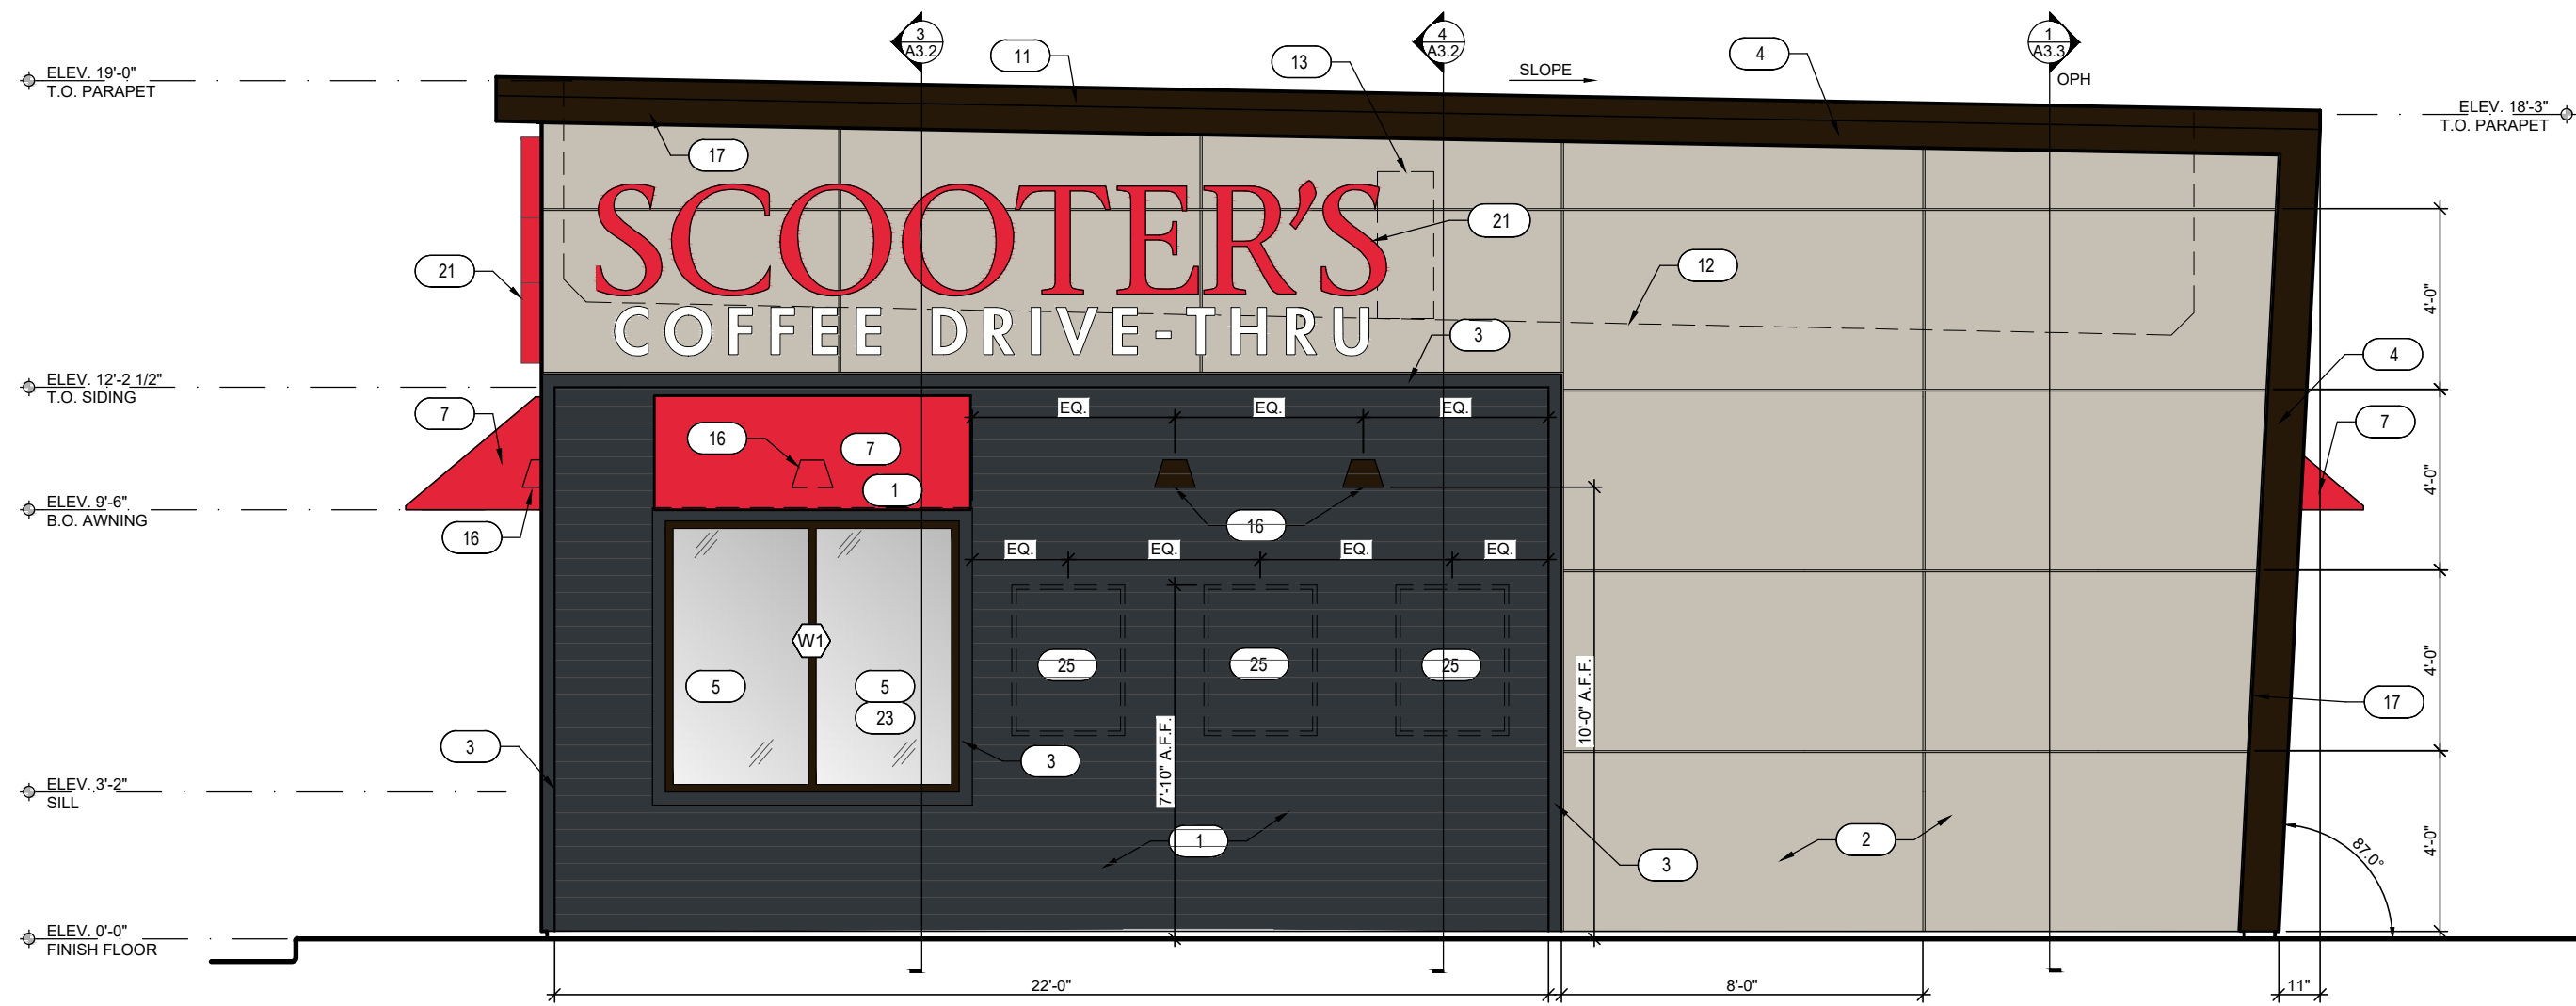 3
A3.2
4
A3.2
1
A3.3
OPH
11
13
4
SLOPE
ELEV. 19'-0"
T.O. PARAPET
ELEV. 18'-3"
T.O. PARAPET
17
SCOOTER'S
COFFEE DRIVE-THRU
21
21
12
3
4'-0"
4
ELEV. 12'-2 1/2"
T.O. SIDING
7
EQ.
EQ.
EQ.
7
16
7
1
4'-0"
ELEV. 9'-6"
B.O. AWNING
16
16
EQ.
EQ.
EQ.
EQ.
W1
25
25
25
4'-0"
5
5
23
10'-0" A.F.F.
17
3
3
7'-10" A.F.F.
ELEV. 3'-2"
SILL
1
2
3
4'-0"
87.0°
ELEV. 0'-0"
FINISH FLOOR
22'-0"
8'-0"
11"